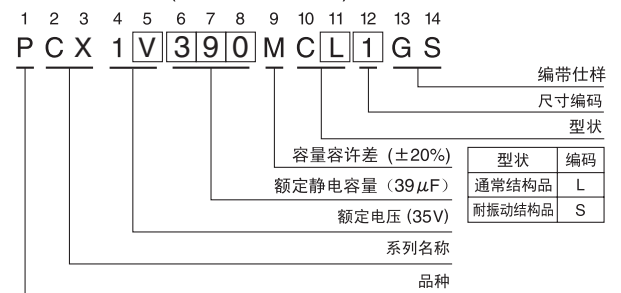 1 2 3 4 5 6 7 8 9 10 11 12 13 14
P C X 1 V 3 9 0 M C L 1 G S
编带仕样
尺寸编码
型状
容量容许差 (±20%)
额定静电容量（39μF）
额定电压 (35V)
系列名称
品种
型状 编码
通常结构品 L
耐振动结构品 S